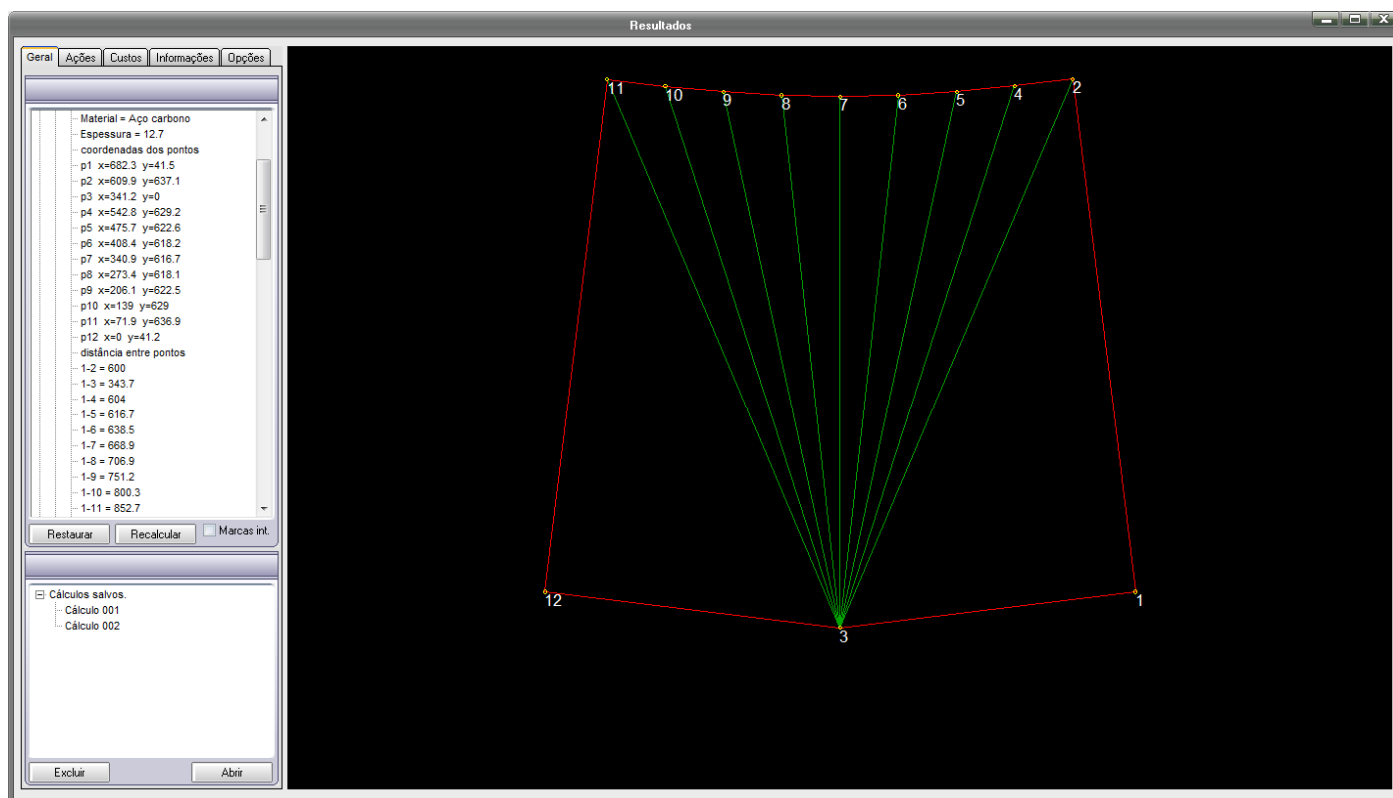 Resultados
Geral Ações Custos Informações Opções
Material = Aço carbono
Espessura = 12.7
coordenadas dos pontos
p1 x=682.3 y=41.5
p2 x=609.9 y=637.1
p3 x=341.2 y=0
p4 x=542.8 y=629.2
p5 x=475.7 y=622.6
p6 x=408.4 y=618.2
p7 x=340.9 y=616.7
p8 x=273.4 y=618.1
p9 x=206.1 y=622.5
p10 x=139 y=629
p11 x=71.9 y=636.9
p12 x=0 y=41.2
distância entre pontos
1-2 = 600
1-3 = 343.7
1-4 = 604
1-5 = 616.7
1-6 = 638.5
1-7 = 668.9
1-8 = 706.9
1-9 = 751.2
1-10 = 800.3
1-11 = 852.7
Restaurar Recalcular Marcas int.
Cálculos salvos.
Cálculo 001
Cálculo 002
Excluir Abrir
11 10 9 8 7 6 5 4 2
12 3 1